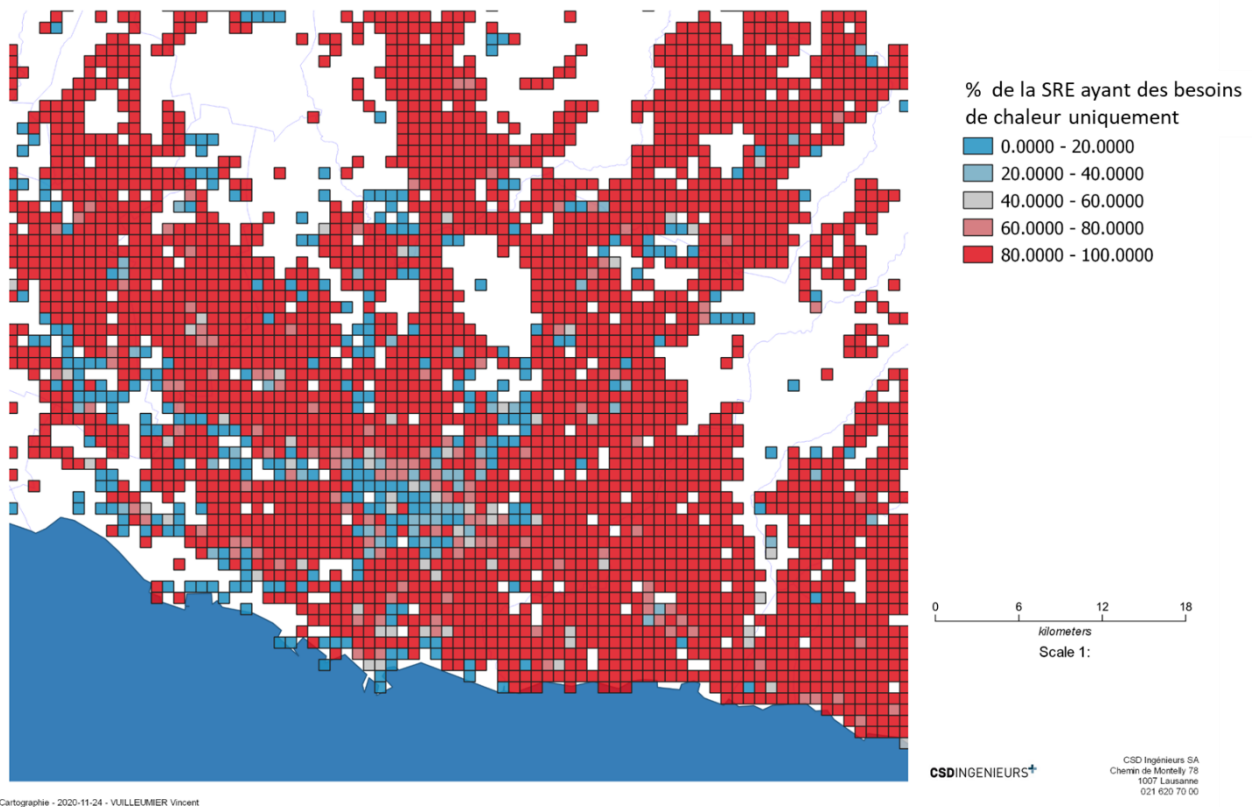 % de la SRE ayant des besoins
de chaleur uniquement
0.0000 - 20.0000
20.0000 - 40.0000
40.0000 - 60.0000
60.0000 - 80.0000
80.0000 - 100.0000
0 6 12 18
kilometers
Scale 1:
CSDINGENIEURS+
CSD Ingénieurs SA
Chemin de Montelly 78
1007 Lausanne
021 620 70 00
Cartographie - 2020-11-24 - VUILLEUMIER Vincent